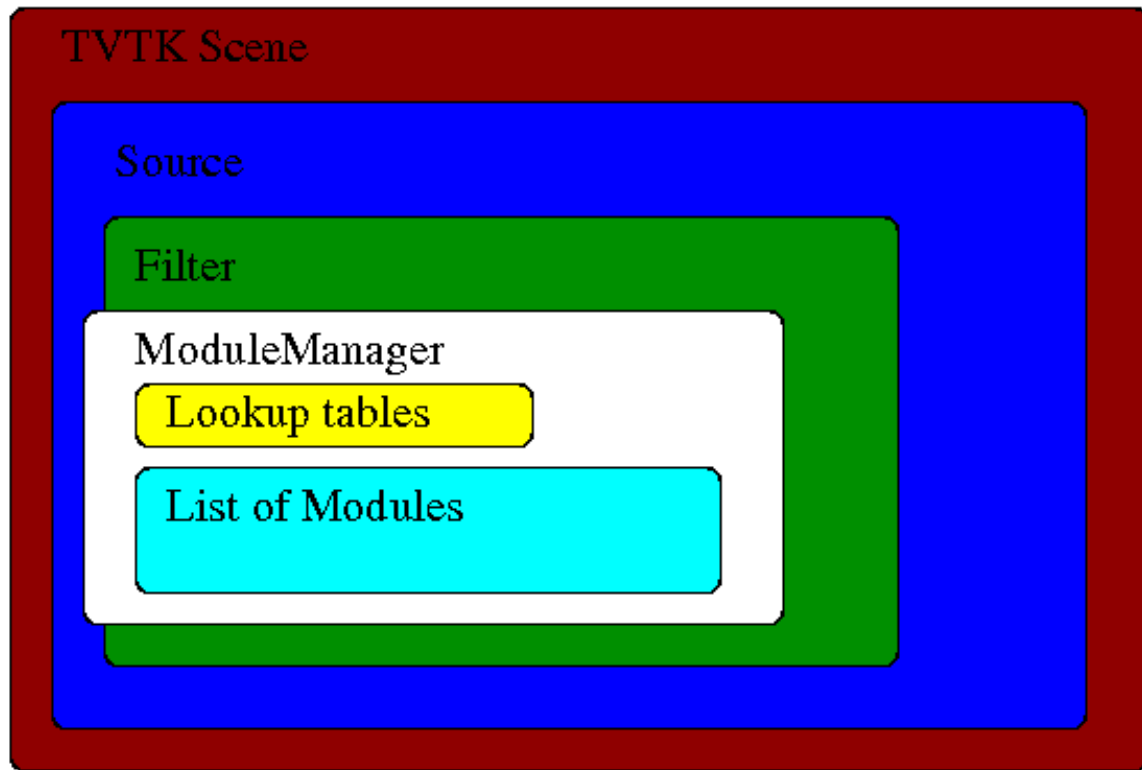 TVTK Scene
Source
Filter
ModuleManager
Lookup tables
List of Modules